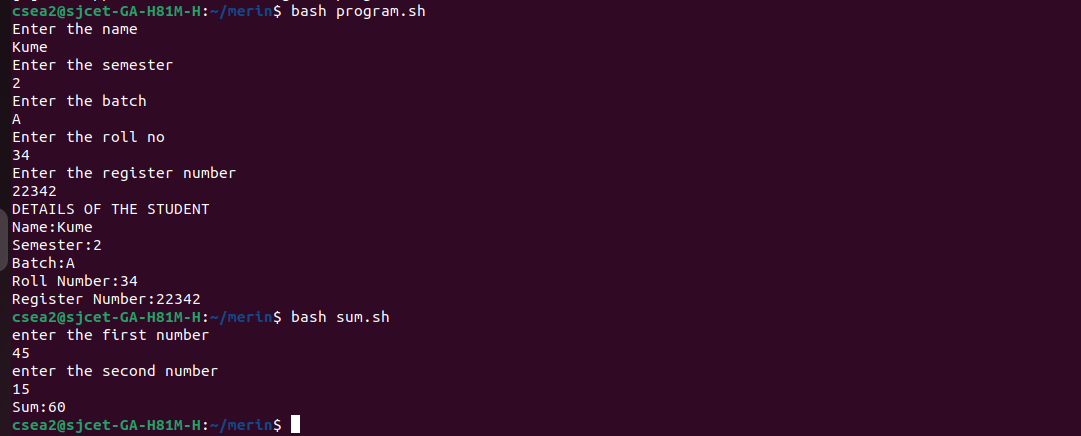 csea2@sjcet-GA-H81M-H:~/merin$ bash program.sh
Enter the name
Kume
Enter the semester
2
Enter the batch
A
Enter the roll no
34
Enter the register number
22342
DETAILS OF THE STUDENT
Name:Kume
Semester:2
Batch:A
Roll Number:34
Register Number:22342
csea2@sjcet-GA-H81M-H:~/merin$ bash sum.sh
enter the first number
45
enter the second number
15
Sum:60
csea2@sjcet-GA-H81M-H:~/merin$